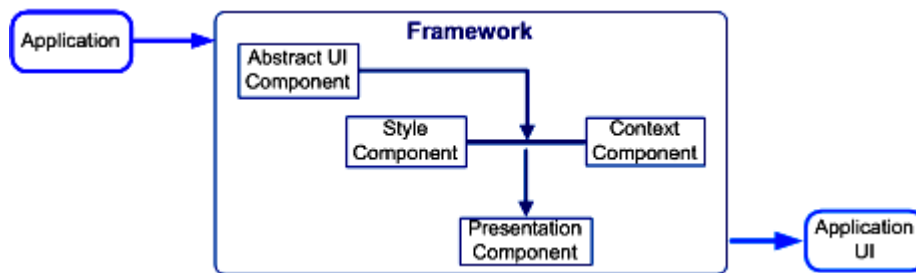 Application
Framework
Abstract UI
Component
Style
Component
Context
Component
Presentation
Component
Application
UI